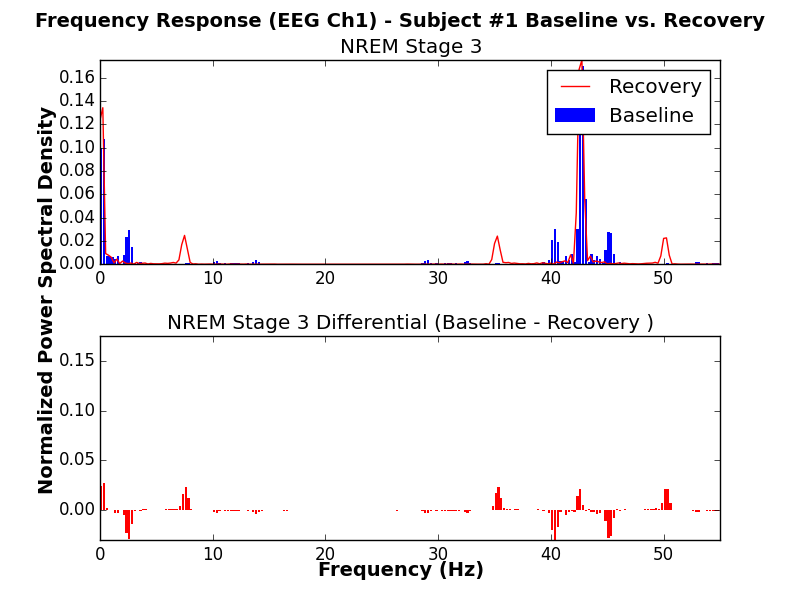 Frequency Response (EEG Ch1) - Subject #1 Baseline vs. Recovery
NREM Stage 3
Normalized Power Spectral Density
0.16
0.14
0.12
0.10
0.08
0.06
0.04
0.02
0.00
Recovery
Baseline
0 10 20 30 40 50
NREM Stage 3 Differential (Baseline - Recovery )
0.15
0.10
0.05
0.00
0 10 20 30 40 50
Frequency (Hz)